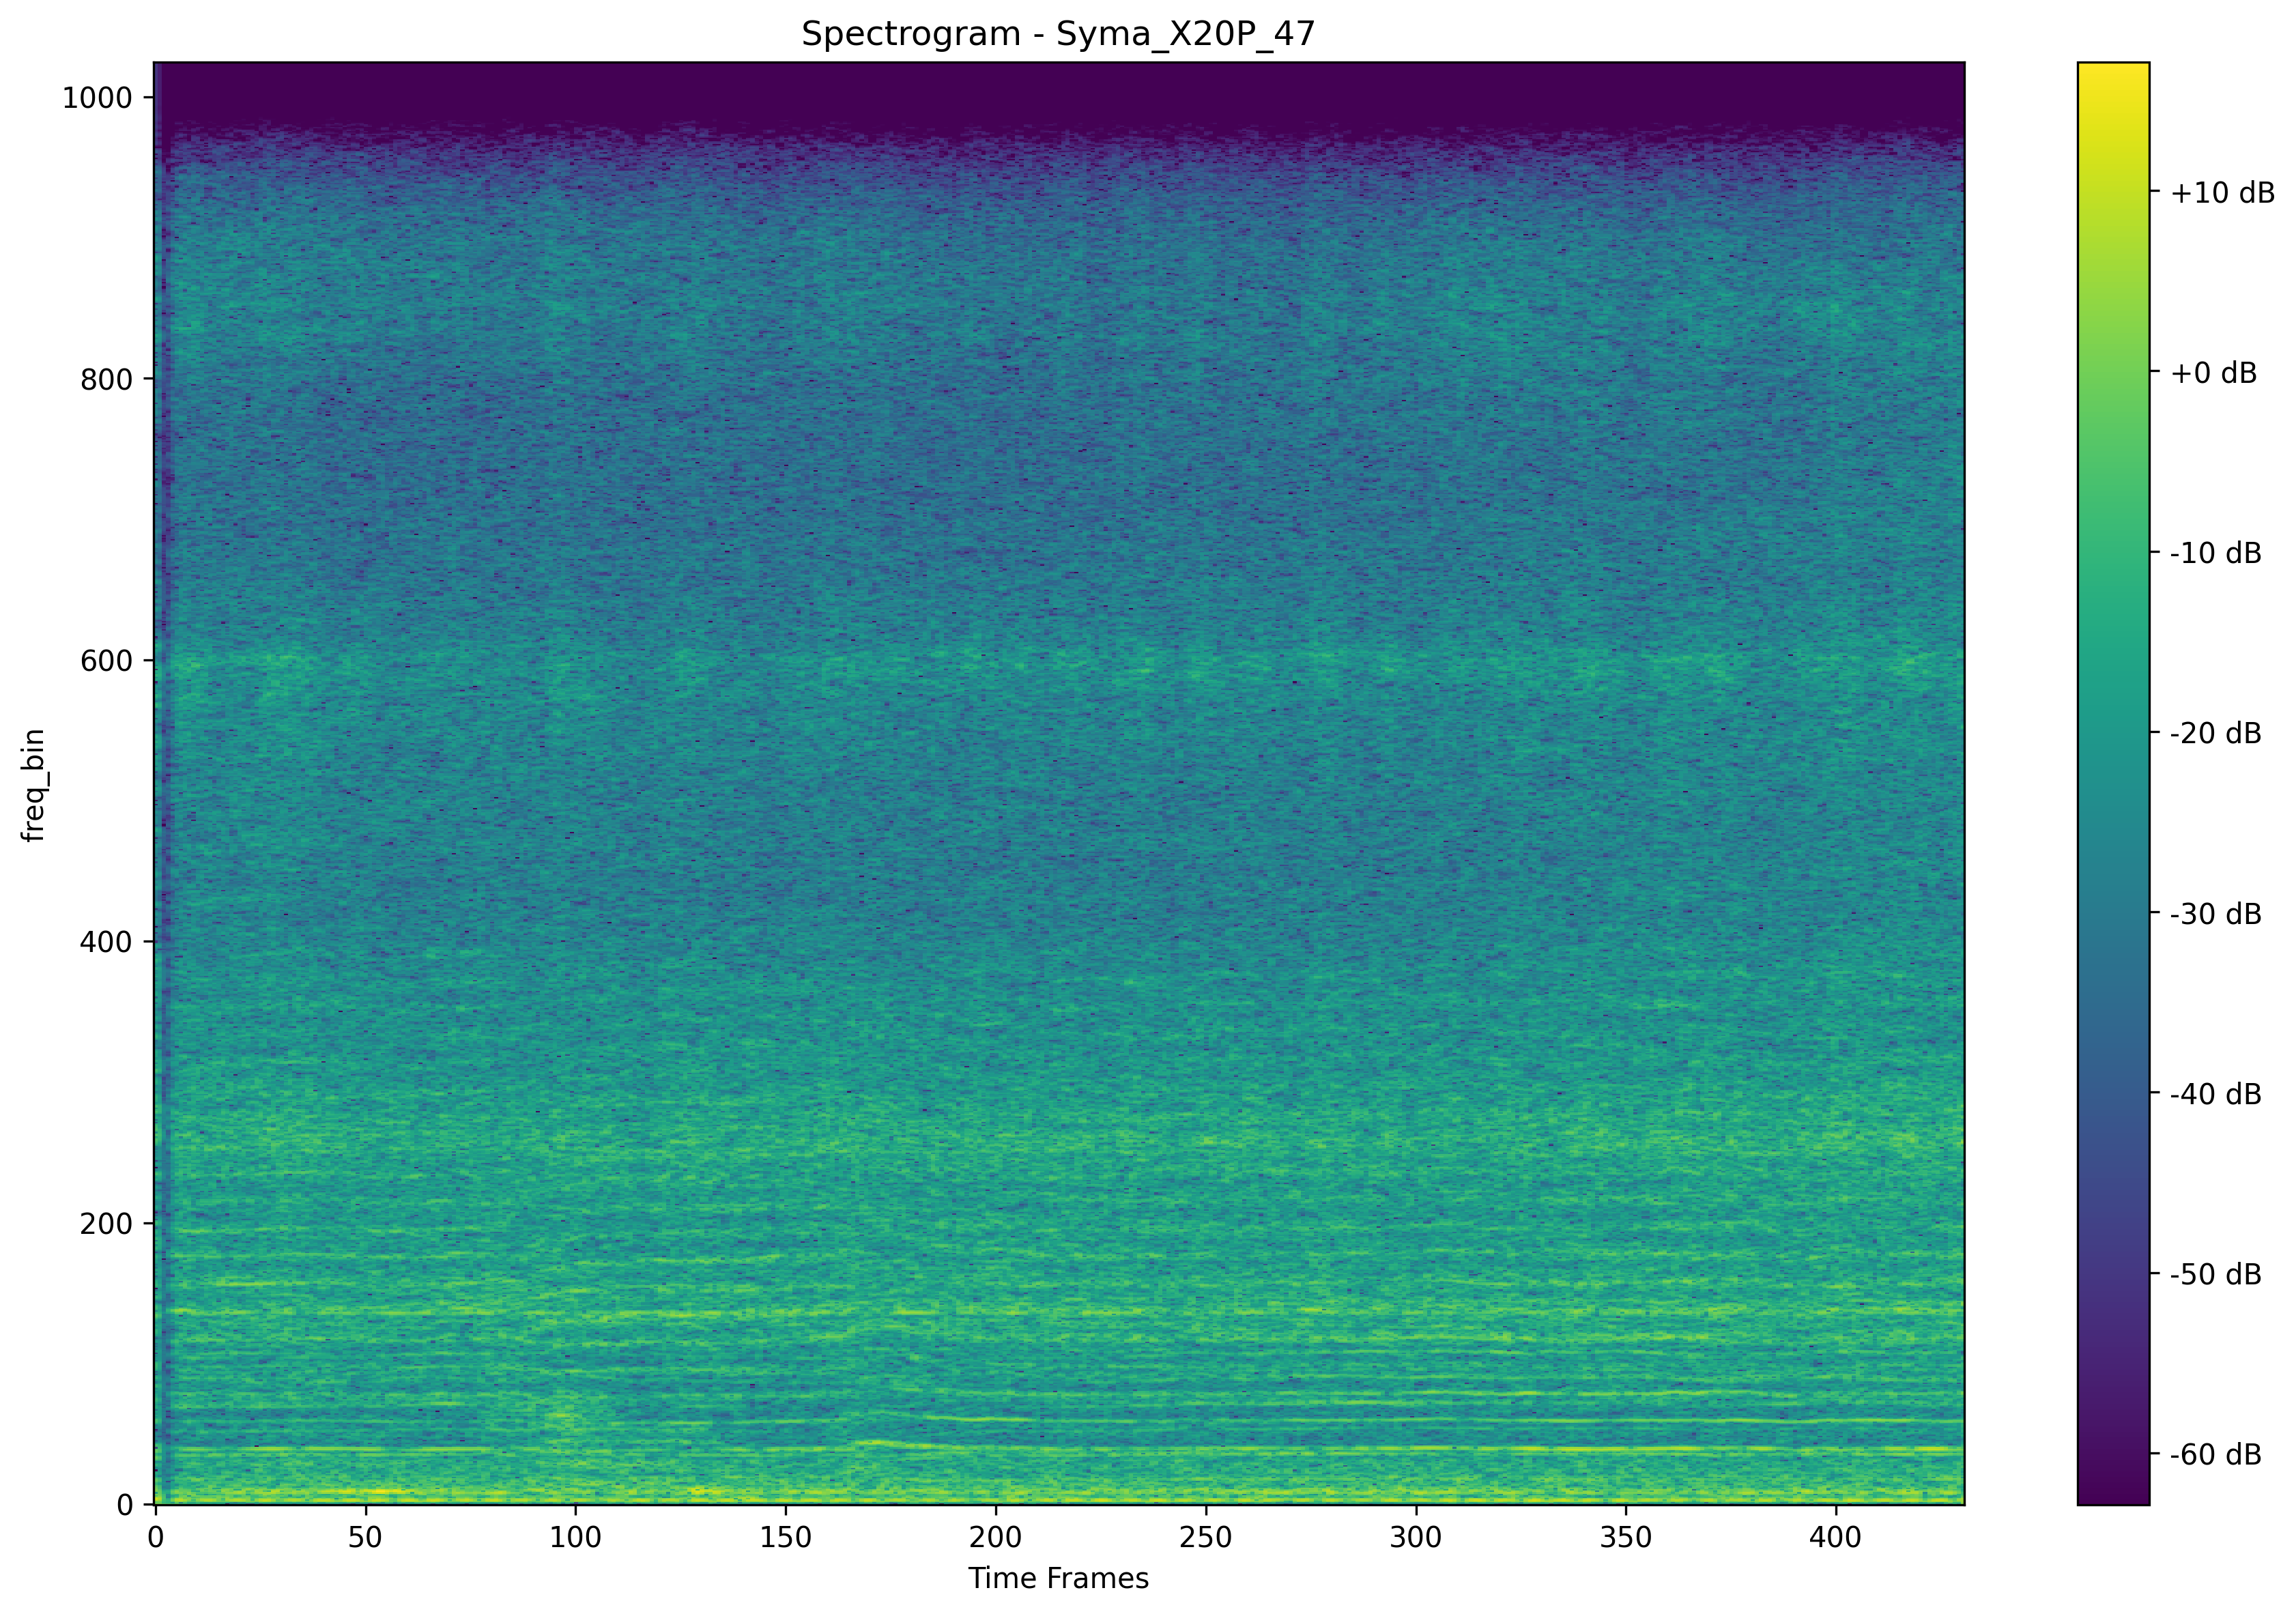 Spectrogram - Syma_X20P_47
1000
800
600
400
200
0
freq_bin
0 50 100 150 200 250 300 350 400
Time Frames
+10 dB
+0 dB
-10 dB
-20 dB
-30 dB
-40 dB
-50 dB
-60 dB